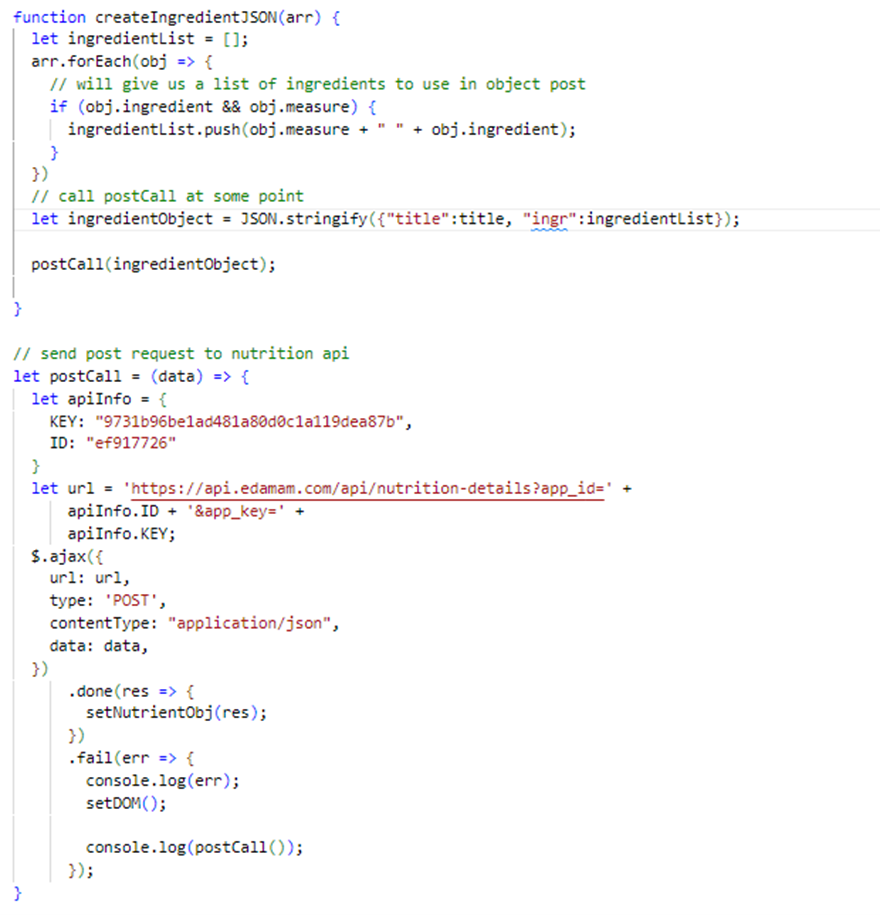 function createIngredientJSON(arr) {
let ingredientList = [];
arr.forEach(obj => {
// will give us a list of ingredients to use in object post
if (obj.ingredient && obj.measure) {
ingredientList.push(obj.measure + " " + obj.ingredient);
}
})
// call postCall at some point
let ingredientObject = JSON.stringify({"title":title, "ingr":ingredientList});
postCall(ingredientObject);
}
// send post request to nutrition api
let postCall = (data) => {
let apiInfo = {
KEY: "9731b96be1ad481a80d0c1a119dea87b",
ID: "ef917726"
}
let url = 'https://api.edamam.com/api/nutrition-details?app_id=' +
apiInfo.ID + '&app_key=' +
apiInfo.KEY;
$.ajax({
url: url,
type: 'POST',
contentType: "application/json",
data: data,
})
.done(res => {
setNutrientObj(res);
})
.fail(err => {
console.log(err);
setDOM();
console.log(postCall());
});
}